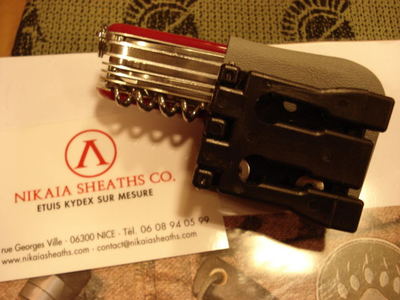 NIKAIA SHEATHS CO.
ETUIS KYDEX SUR MESURE
rue Georges Ville · 06300 NICE - Tél. 06 08 94 05 99
www.nikaiasheaths.com - contact@nikaiasheaths.com